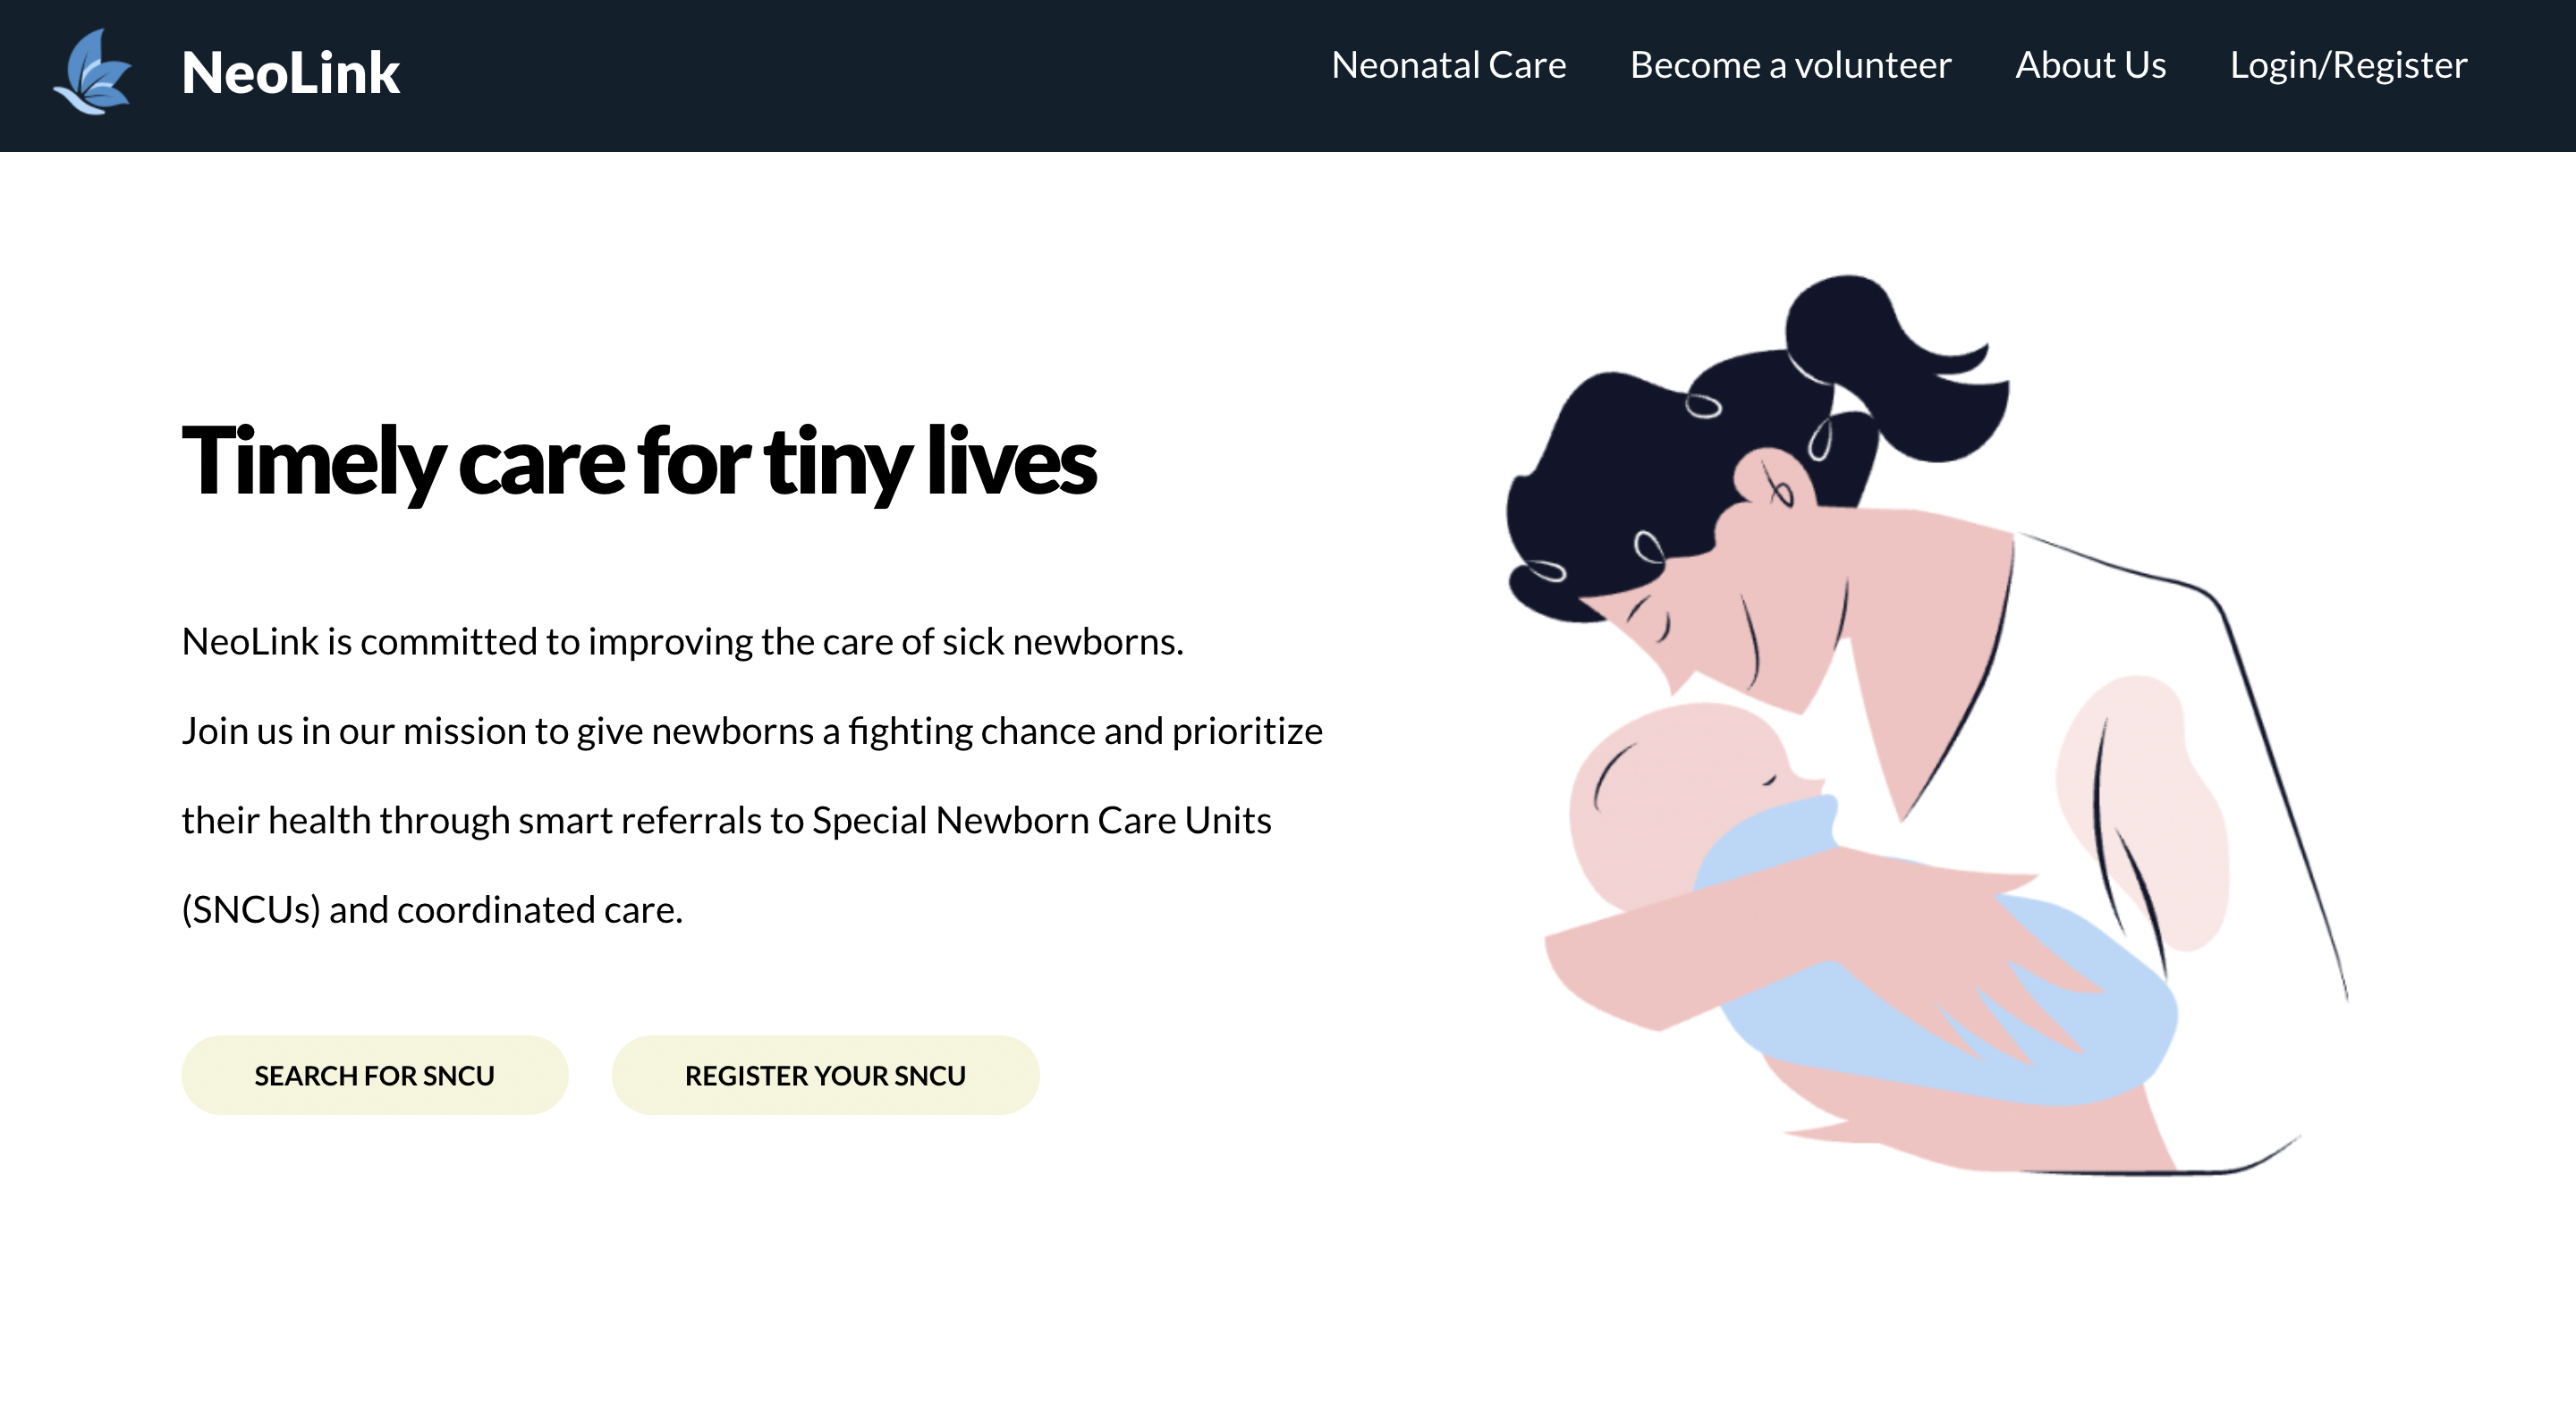 NeoLink
Neonatal Care
Become a volunteer
About Us
Login/Register
Timely care for tiny lives
NeoLink is committed to improving the care of sick newborns.
Join us in our mission to give newborns a fighting chance and prioritize
their health through smart referrals to Special Newborn Care Units
(SNCUs) and coordinated care.
SEARCH FOR SNCU
REGISTER YOUR SNCU